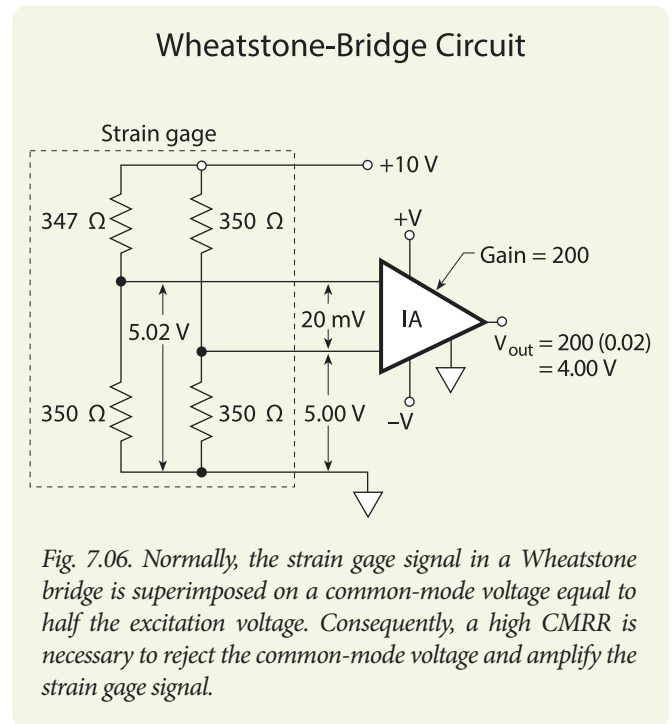 Wheatstone-Bridge Circuit
Strain gage
+10 V
347 Ω
350 Ω
+V
Gain = 200
5.02 V
20 mV
IA
Vout = 200 (0.02)
= 4.00 V
350 Ω
350 Ω
5.00 V
–V
Fig. 7.06. Normally, the strain gage signal in a Wheatstone
bridge is superimposed on a common-mode voltage equal to
half the excitation voltage. Consequently, a high CMRR is
necessary to reject the common-mode voltage and amplify the
strain gage signal.